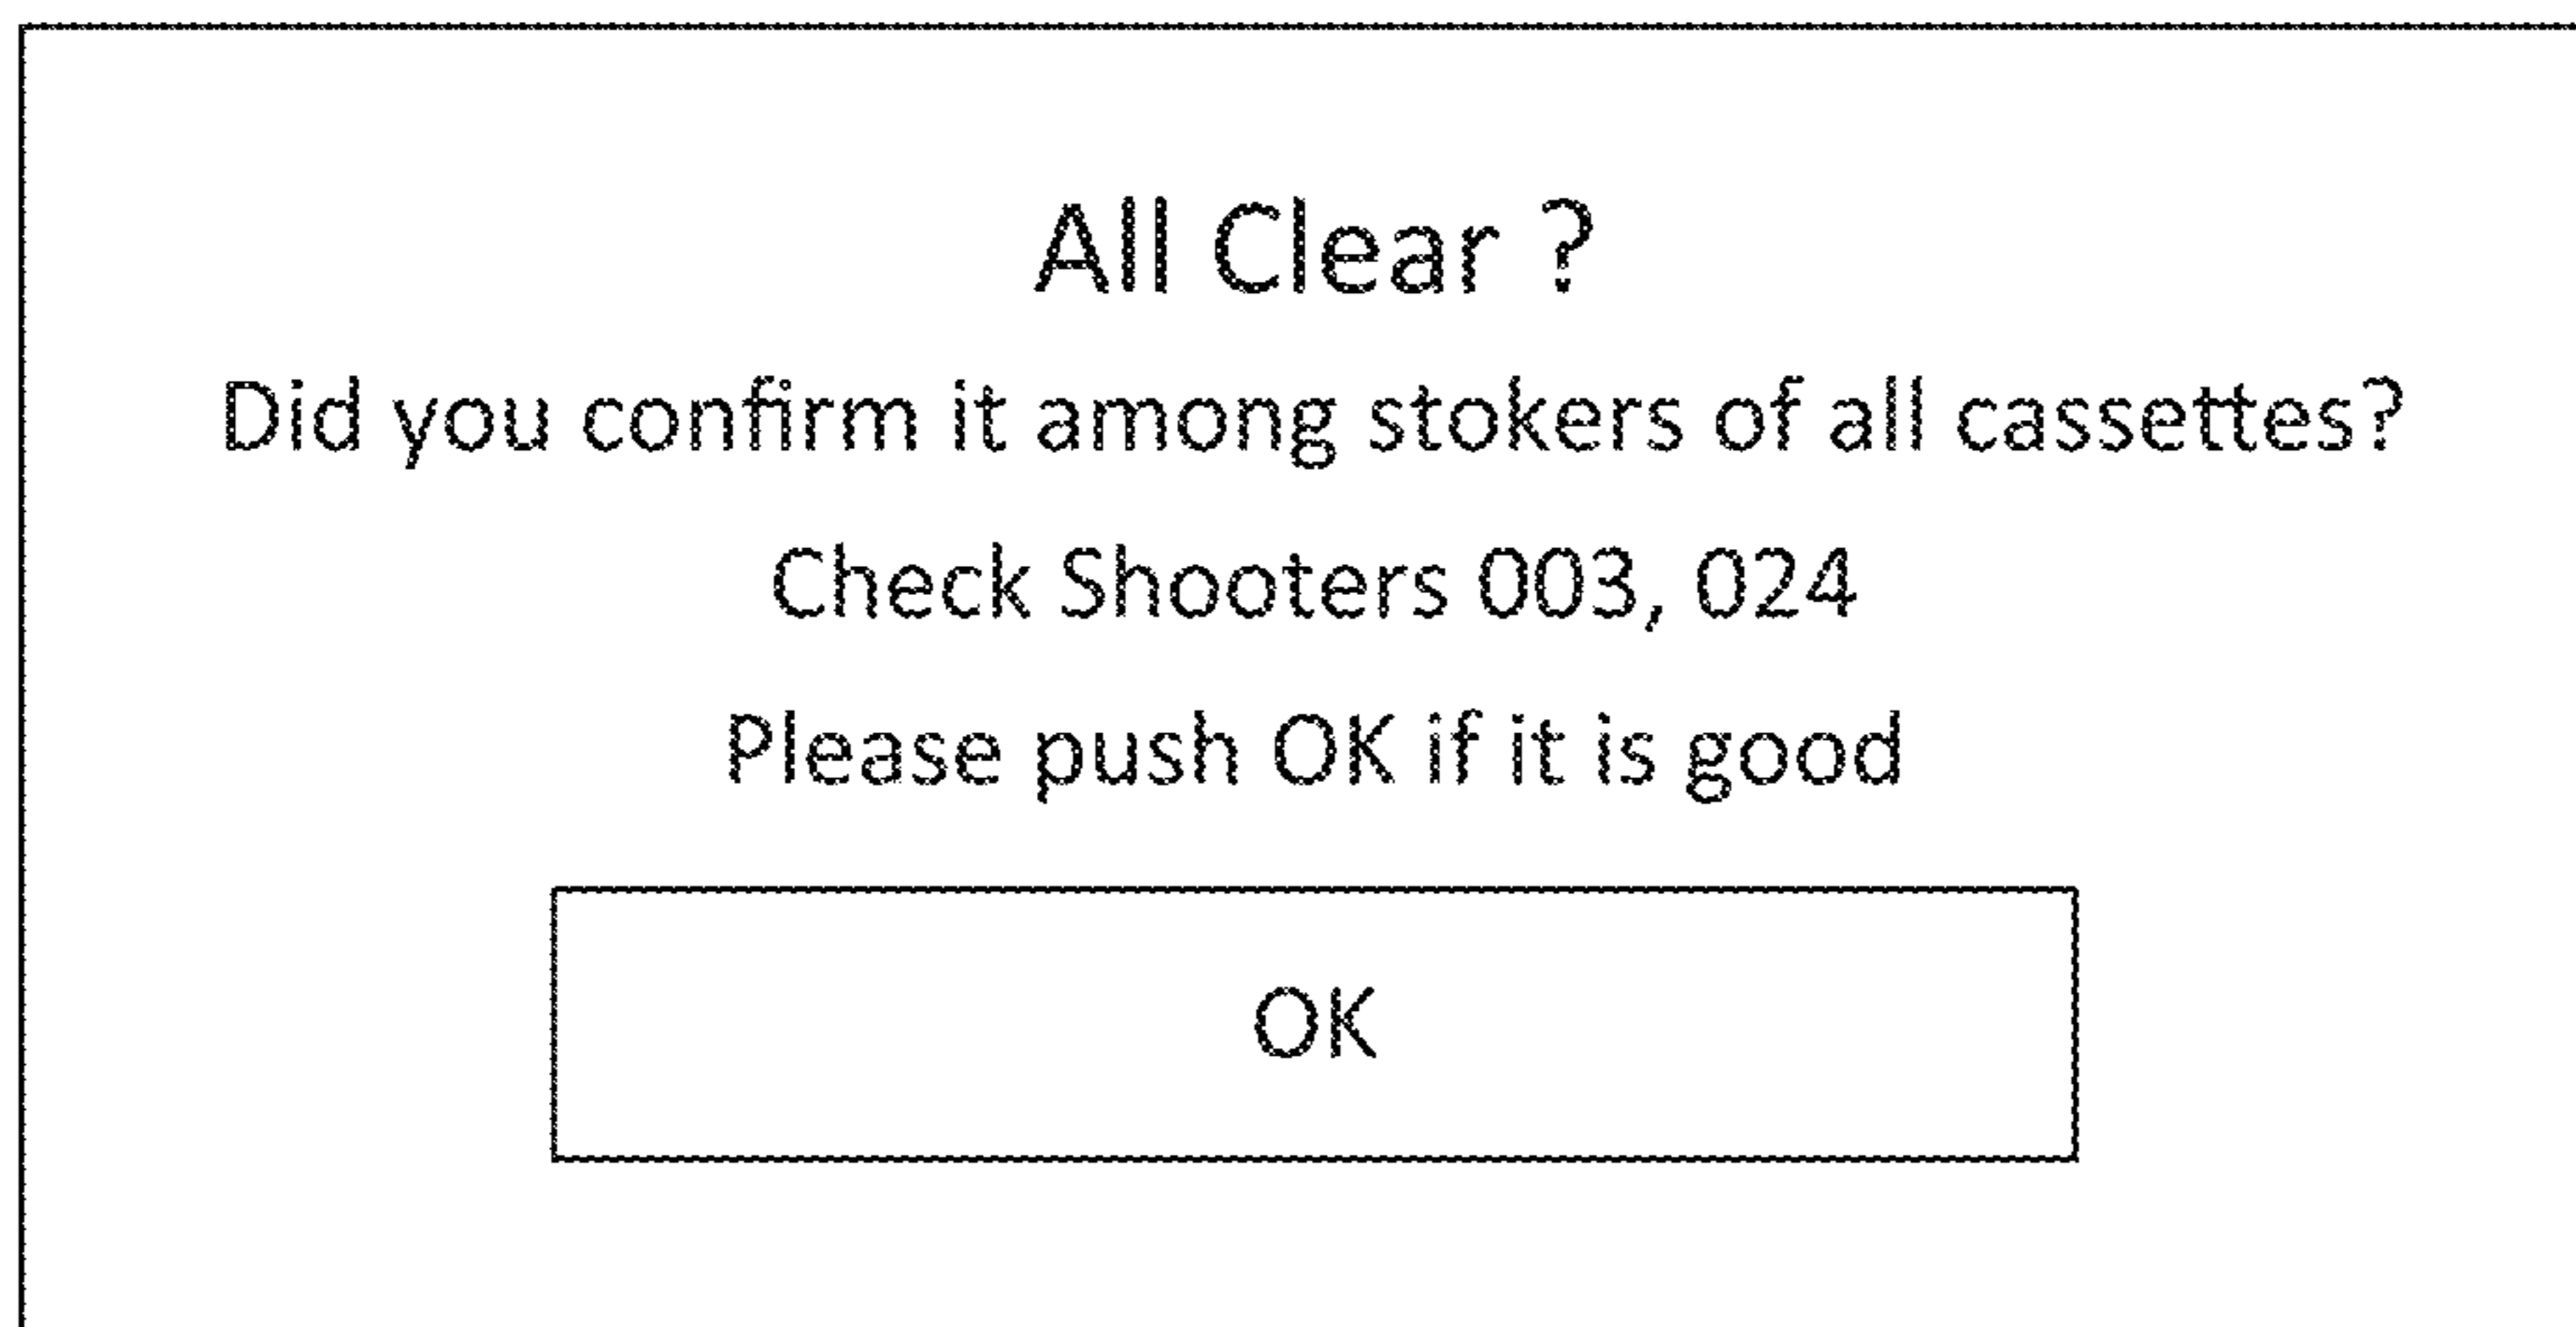 All Clear ?
Did you confirm it among stokers of all cassettes?
Check Shooters 003, 024
Please push OK if it is good
OK